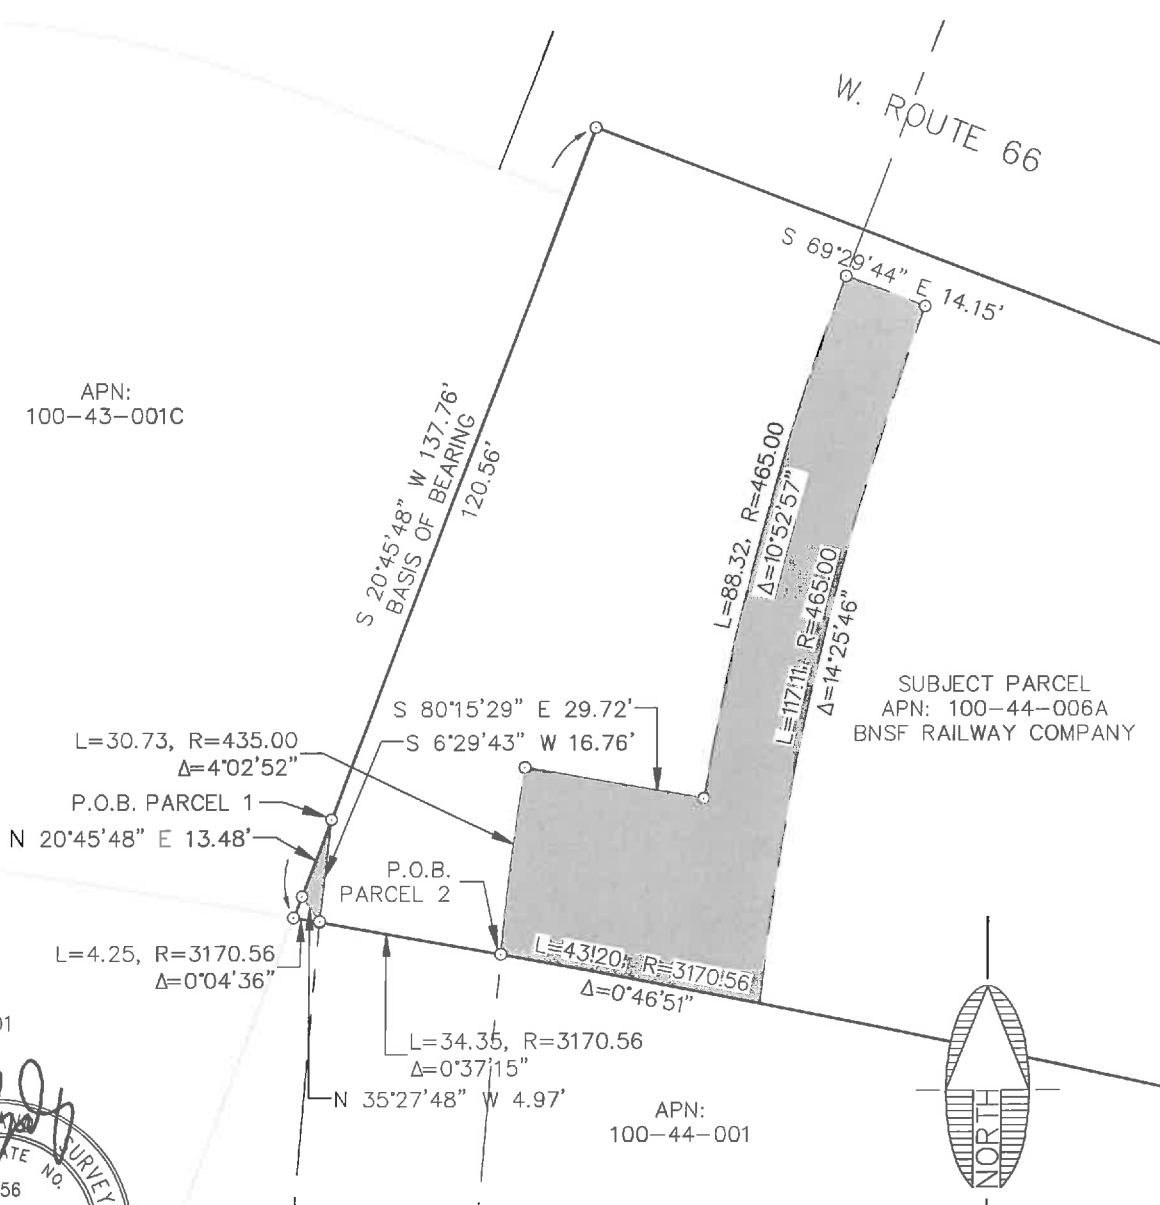 W. ROUTE 66
S 69°29'44" E 14.15'
APN:
100-43-001C
S 20°45'48" W 137.76'
BASIS OF BEARING
120.56'
L=88.32, R=465.00
Δ=10°52'57"
L=117.11, R=465.00
Δ=14°25'46"
SUBJECT PARCEL
APN: 100-44-006A
BNSF RAILWAY COMPANY
S 80°15'29" E 29.72'
S 6°29'43" W 16.76'
L=30.73, R=435.00
Δ=4°02'52"
P.O.B. PARCEL 1
N 20°45'48" E 13.48'
P.O.B.
PARCEL 2
L=4.25, R=3170.56
Δ=0°04'36"
L=43.20, R=3170.56
Δ=0°46'51"
L=34.35, R=3170.56
Δ=0°37'15"
N 35°27'48" W 4.97'
APN:
100-44-001
NORTH
01
ATE NO.
SURVEY
56